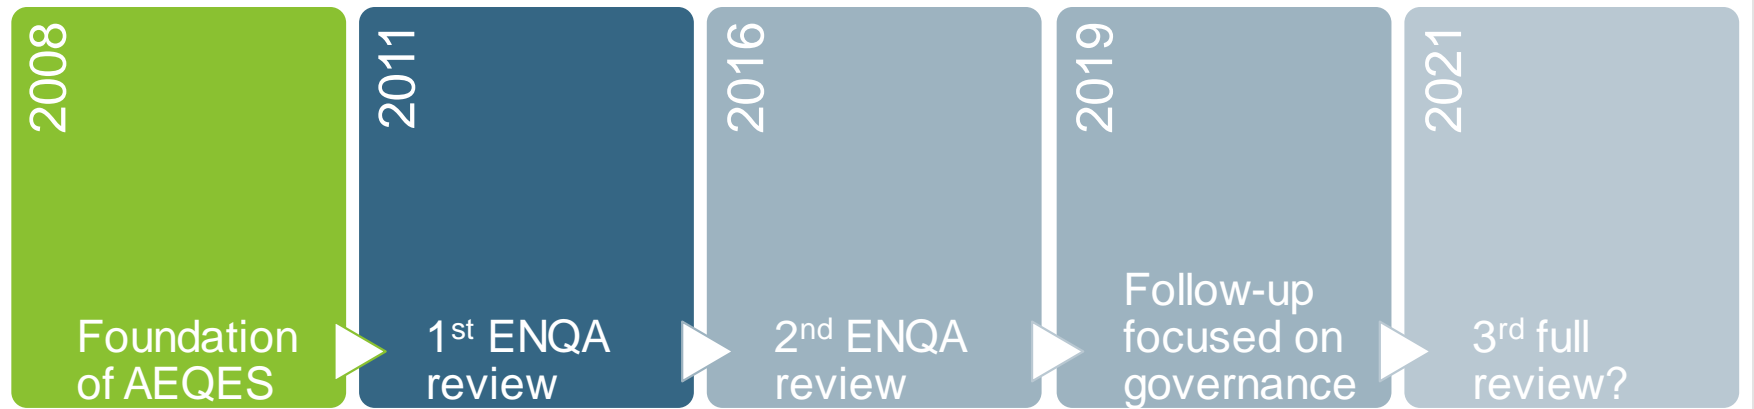 2008
Foundation
of AEQES
2011
1st ENQA
review
2016
2nd ENQA
review
2019
Follow-up
focused on
governance
2021
3rd full
review?